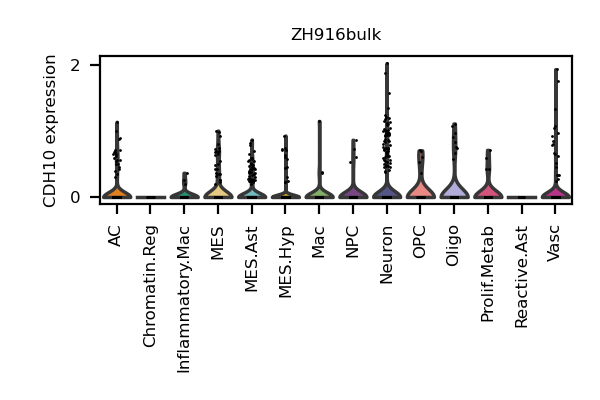 ZH916bulk
CDH10 expression
2
0
AC
Chromatin.Reg
Inflammatory.Mac
MES
MES.Ast
MES.Hyp
Mac
NPC
Neuron
OPC
Oligo
Prolif.Metab
Reactive.Ast
Vasc